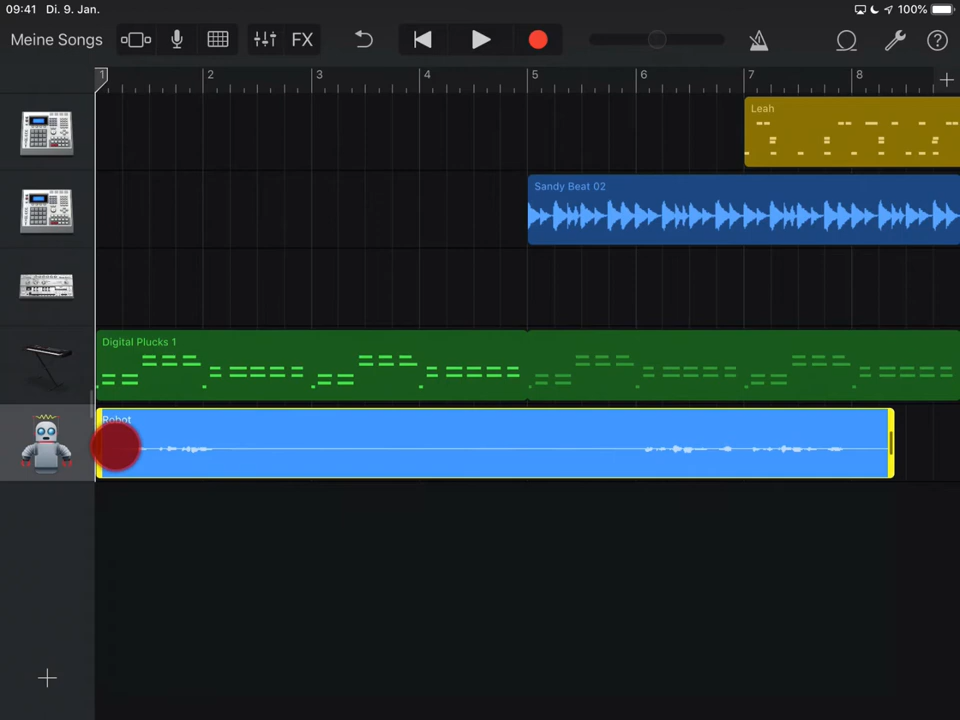 09:41 Di. 9. Jan. 100%
Meine Songs FX
1 2 3 4 5 6 7 8
Leah
Sandy Beat 02
Digital Plucks 1
Robot